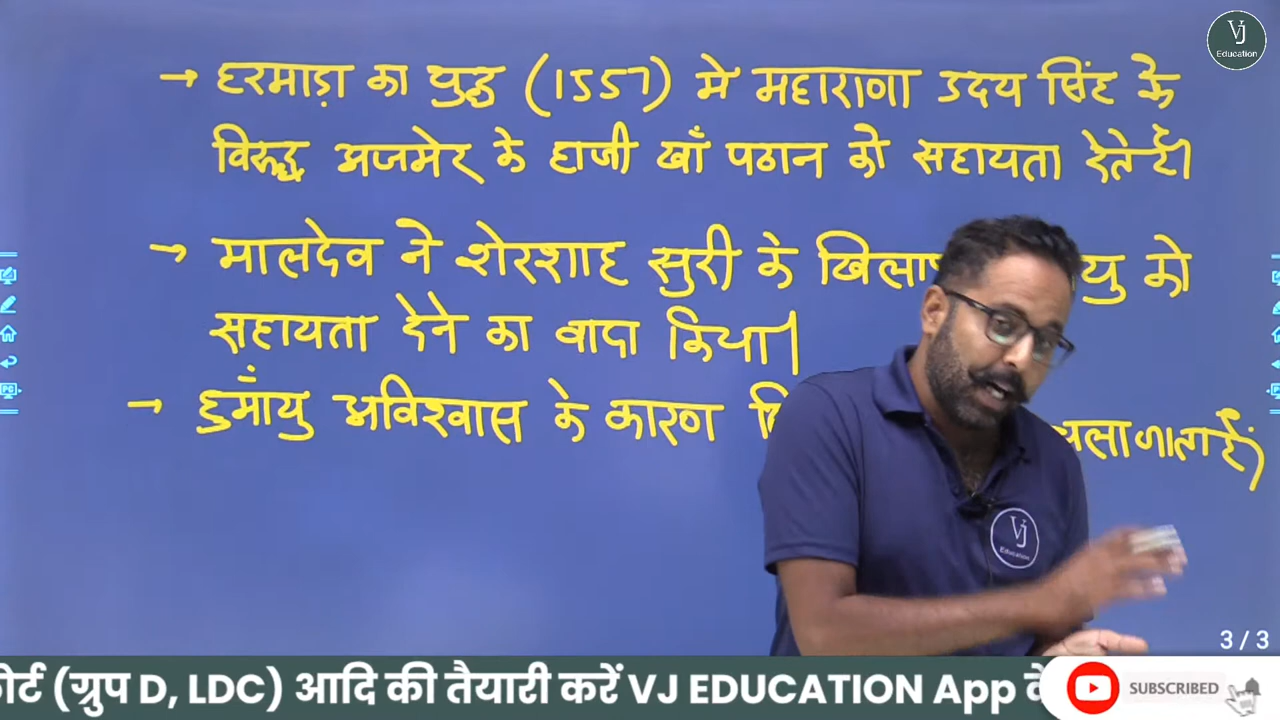 VJ
Education
→ हरमाड़ा का युद्ध (1557) मे महाराणा उदय सिंह के
विरुद्ध अजमेर के हाजी खाँ पठान को सहायता देते है।
→ मालदेव ने शेरशाह सुरी के यु को
सहायता देने का वादा किया।
→ हुमाँयु अविश्वास के कारण चला जाता है।
VJ
Education
3 / 3
(ग्रुप D, LDC) आदि की तैयारी करें VJ EDUCATION App
SUBSCRIBED